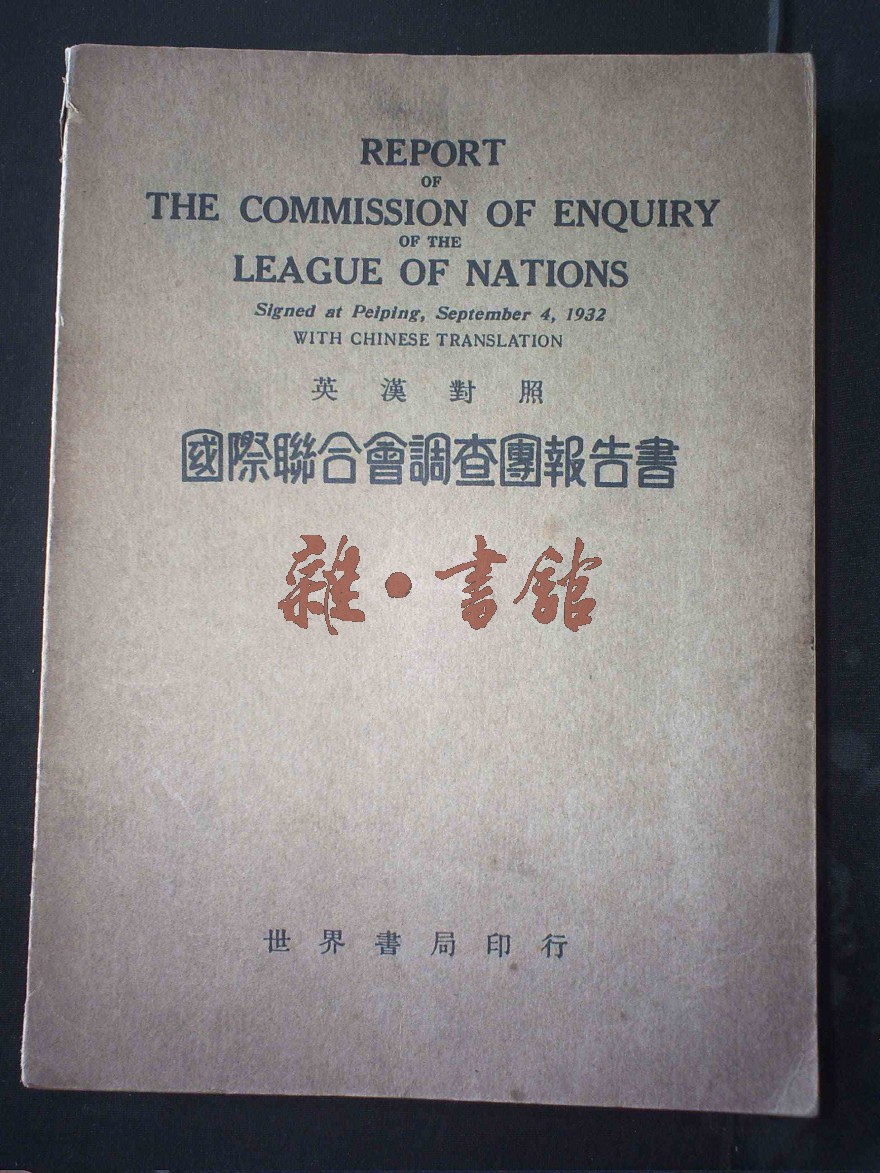 REPORT
OF
THE COMMISSION OF ENQUIRY
OF THE
LEAGUE OF NATIONS
Signed at Peiping, September 4, 1932
WITH CHINESE TRANSLATION
英漢對照
國際聯合會調查團報告書
雜·書館
世界書局印行